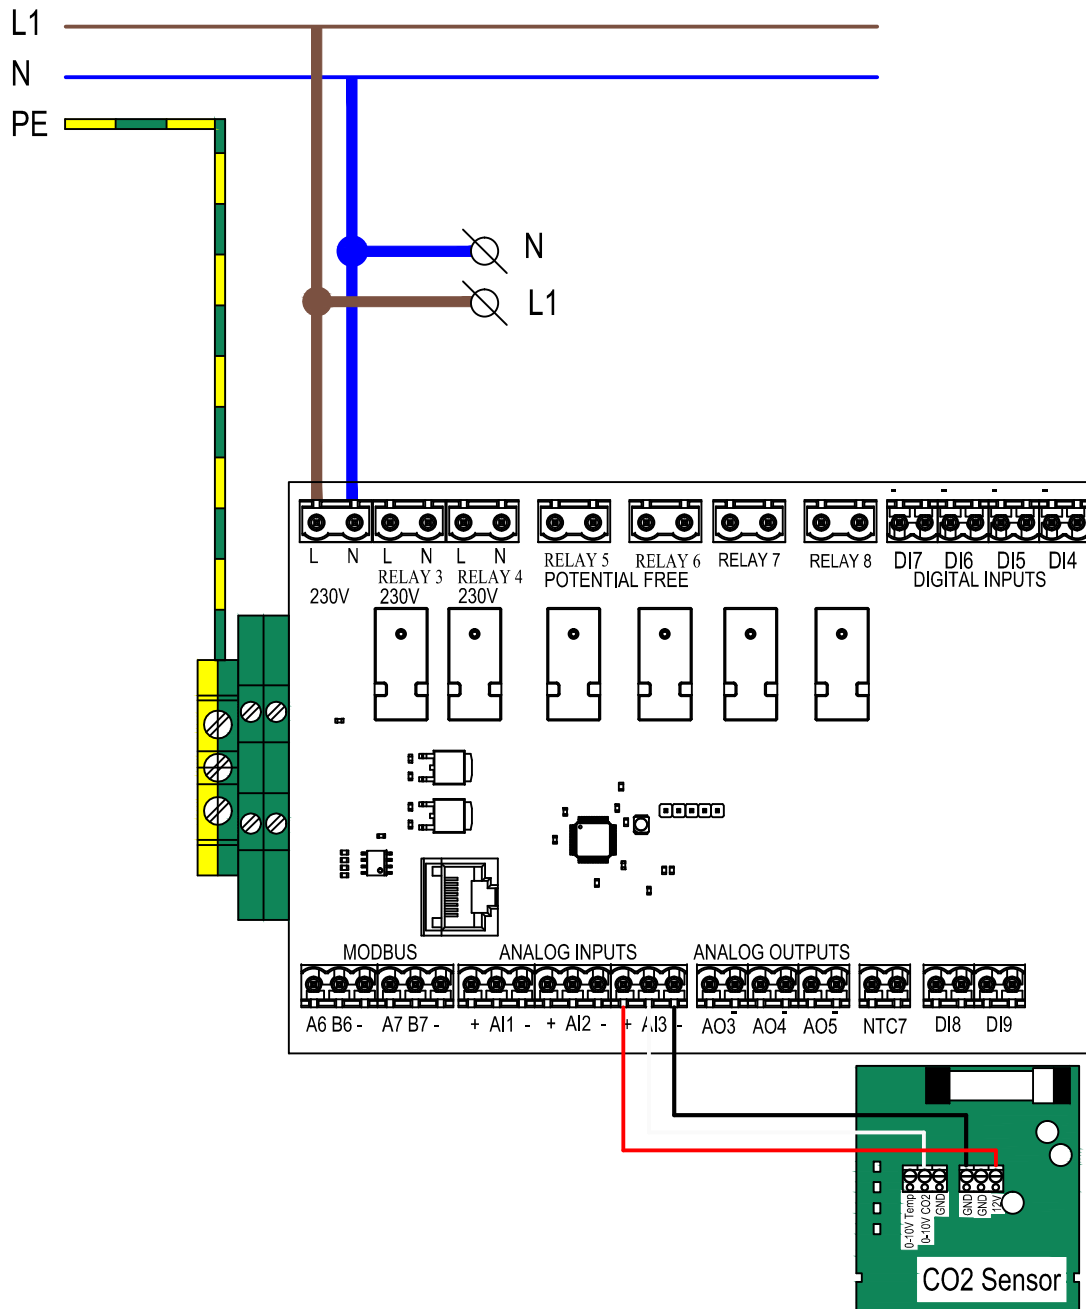 L1
N
PE
N
L1
L N L N L N RELAY 5 RELAY 6 RELAY 7 RELAY 8 DI7 DI6 DI5 DI4
RELAY 3 RELAY 4 POTENTIAL FREE DIGITAL INPUTS
230V 230V 230V
MODBUS ANALOG INPUTS ANALOG OUTPUTS
A6 B6 - A7 B7 - + AI1 - + AI2 - + AI3 - AO3 - AO4 - AO5 - NTC7 DI8 DI9
0-10V Temp
0-10V CO2
GND
GND
GND
12V
CO2 Sensor